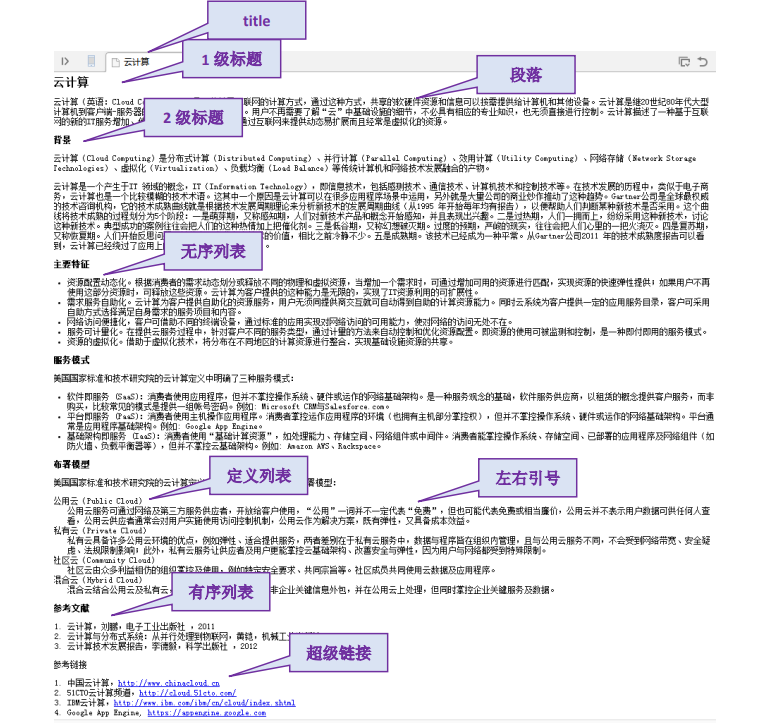 title
云计算
1 级标题
云计算
段落
云计算（英语：Cloud C 联网的计算方式，通过这种方式，共享的软硬件资源和信息可以按需提供给计算机和其他设备。云计算是继20世纪80年代大型
计算机到客户端-服务器的 。用户不再需要了解“云”中基础设施的细节，不必具有相应的专业知识，也无须直接进行控制。云计算描述了一种基于互联
网的新的IT服务增加、 通过互联网来提供动态易扩展而且经常是虚拟化的资源。
2 级标题
背景
云计算（Cloud Computing）是分布式计算（Distributed Computing）、并行计算（Parallel Computing）、效用计算（Utility Computing）、网络存储（Network Storage
Technologies）、虚拟化（Virtualization）、负载均衡（Load Balance）等传统计算机和网络技术发展融合的产物。
云计算是一个产生于IT 领域的概念，IT（Information Technology），即信息技术，包括感测技术、通信技术、计算机技术和控制技术等。在技术发展的历程中，类似于电子商
务，云计算也是一个比较模糊的技术术语。这其中一个原因是云计算可以在很多应用程序场景中运用，另外就是大量公司的商业炒作推动了这种趋势。Gartner公司是全球最权威
的技术咨询机构，它的技术成熟曲线就是根据技术发展周期理论来分析新技术的发展周期曲线（从1995 年开始每年均有报告），以便帮助人们判断某种新技术是否采用。这个曲
线将技术成熟的过程划分为5个阶段：一是萌芽期，又称感知期，人们对新技术产品和概念开始感知，并且表现出兴趣。二是过热期，人们一拥而上，纷纷采用这种新技术，讨论
这种新技术。典型成功的案例往往会把人们的这种热情加上把催化剂。三是低谷期，又称幻想破灭期。过度的预期，严峻的现实，往往会把人们心里的一把火浇灭。四是复苏期，
又称恢复期。人们开始反思问 的价值，相比之前冷静不少。五是成熟期。该技术已经成为一种平常。从Gartner公司2011 年的技术成熟度报告可以看
到，云计算已经绕过了应用上 。
无序列表
主要特征
• 资源配置动态化。根据消费者的需求动态划分或释放不同的物理和虚拟资源，当增加一个需求时，可通过增加可用的资源进行匹配，实现资源的快速弹性提供；如果用户不再
使用这部分资源时，可释放这些资源。云计算为客户提供的这种能力是无限的，实现了IT资源利用的可扩展性。
• 需求服务自助化。云计算为客户提供自助化的资源服务，用户无须同提供商交互就可自动得到自助的计算资源能力。同时云系统为客户提供一定的应用服务目录，客户可采用
自助方式选择满足自身需求的服务项目和内容。
• 网络访问便捷化，客户可借助不同的终端设备，通过标准的应用实现对网络访问的可用能力，使对网络的访问无处不在。
• 服务可计量化。在提供云服务过程中，针对客户不同的服务类型，通过计量的方法来自动控制和优化资源配置。即资源的使用可被监测和控制，是一种即付即用的服务模式。
• 资源的虚拟化。借助于虚拟化技术，将分布在不同地区的计算资源进行整合，实现基础设施资源的共享。
服务模式
美国国家标准和技术研究院的云计算定义中明确了三种服务模式：
• 软件即服务（SaaS）：消费者使用应用程序，但并不掌控操作系统、硬件或运作的网络基础架构。是一种服务观念的基础，软件服务供应商，以租赁的概念提供客户服务，而非
购买，比较常见的模式是提供一组帐号密码。例如：Microsoft CRM与Salesforce.com。
• 平台即服务（PaaS）：消费者使用主机操作应用程序。消费者掌控运作应用程序的环境（也拥有主机部分掌控权），但并不掌控操作系统、硬件或运作的网络基础架构。平台通
常是应用程序基础架构。例如：Google App Engine。
• 基础架构即服务（IaaS）：消费者使用“基础计算资源”，如处理能力、存储空间、网络组件或中间件。消费者能掌控操作系统、存储空间、已部署的应用程序及网络组件（如
防火墙、负载平衡器等），但并不掌控云基础架构。例如：Amazon AWS、Rackspace。
部署模型
定义列表
左右引号
美国国家标准和技术研究院的云计算定义 署模型：
公用云（Public Cloud）
公用云服务可通过网络及第三方服务供应者，开放给客户使用，“公用”一词并不一定代表“免费”，但也可能代表免费或相当廉价，公用云并不表示用户数据可供任何人查
看，公用云供应者通常会对用户实施使用访问控制机制，公用云作为解决方案，既有弹性，又具备成本效益。
私有云（Private Cloud）
私有云具备许多公用云环境的优点，例如弹性、适合提供服务，两者差别在于私有云服务中，数据与程序皆在组织内管理，且与公用云服务不同，不会受到网络带宽、安全疑
虑、法规限制影响；此外，私有云服务让供应者及用户更能掌控云基础架构、改善安全与弹性，因为用户与网络都受到特殊限制。
社区云（Community Cloud）
社区云由众多利益相仿的组织掌控及使用，例如特定安全要求、共同宗旨等。社区成员共同使用云数据及应用程序。
混合云（Hybrid Cloud）
混合云结合公用云及私有云， 非企业关键信息外包，并在公用云上处理，但同时掌控企业关键服务及数据。
有序列表
参考文献
1. 云计算，刘鹏，电子工业出版社 ，2011
2. 云计算与分布式系统：从并行处理到物联网，黄铠，机械工
3. 云计算技术发展报告，李德毅，科学出版社 ，2012
超级链接
参考链接
1. 中国云计算，http://www.chinacloud.cn
2. 51CTO云计算频道，http://cloud.51cto.com/
3. IBM云计算，http://www.ibm.com/ibm/cn/cloud/index.shtml
4. Google App Engine, https://appengine.google.com